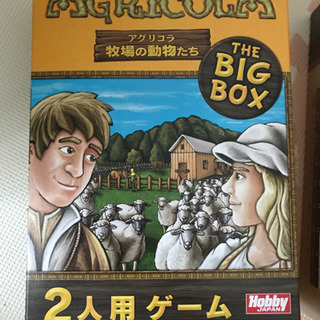 AGRICOLA
アグリコラ
牧場の動物たち
THE
BIG
BOX
2人用 ゲーム
Hobby
JAPAN